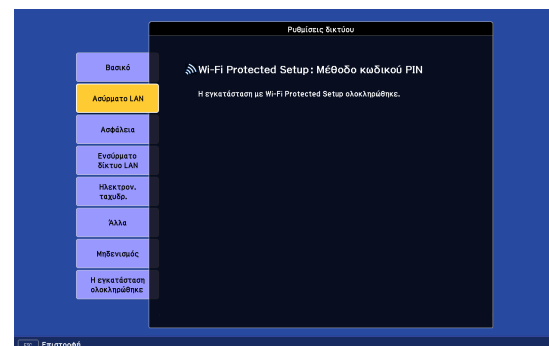 Ρυθμίσεις δικτύου
Βασικό
Ασύρματο LAN
Ασφάλεια
Ενσύρματο
δίκτυο LAN
Ηλεκτρον.
ταχυδρ.
Άλλα
Μηδενισμός
Η εγκατάσταση
ολοκληρώθηκε
Wi-Fi Protected Setup: Μέθοδο κωδικού PIN
Η εγκατάσταση με Wi-Fi Protected Setup ολοκληρώθηκε.
Esc Επιστροφή